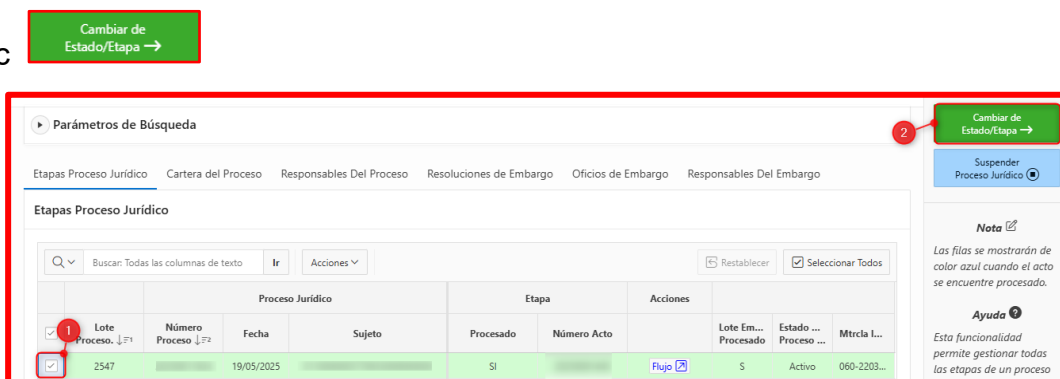 Cambiar de
Estado/Etapa →
c
Parámetros de Búsqueda
2
Cambiar de
Estado/Etapa →
Suspender
Proceso Jurídico
Etapas Proceso Jurídico Cartera del Proceso Responsables Del Proceso Resoluciones de Embargo Oficios de Embargo Responsables Del Embargo
Etapas Proceso Jurídico
Nota
Las filas se mostrarán de
color azul cuando el acto
se encuentre procesado.
Buscar: Todas las columnas de texto Ir Acciones Restablecer Seleccionar Todos
Proceso Jurídico Etapa Acciones
Ayuda
1
Lote
Proceso. ↓1
Número
Proceso ↓2
Fecha
Sujeto
Procesado
Número Acto
Lote Em...
Procesado
Estado ...
Proceso ...
Mtrcla I...
Esta funcionalidad
permite gestionar todas
las etapas de un proceso
2547 19/05/2025 SI Flujo S Activo 060-2203...